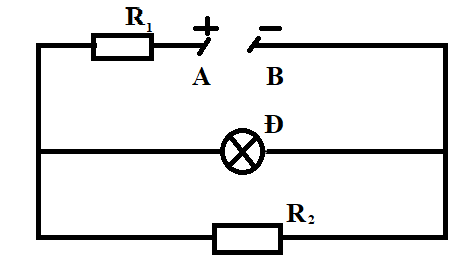 R₁
+ −
A B
Đ
R₂